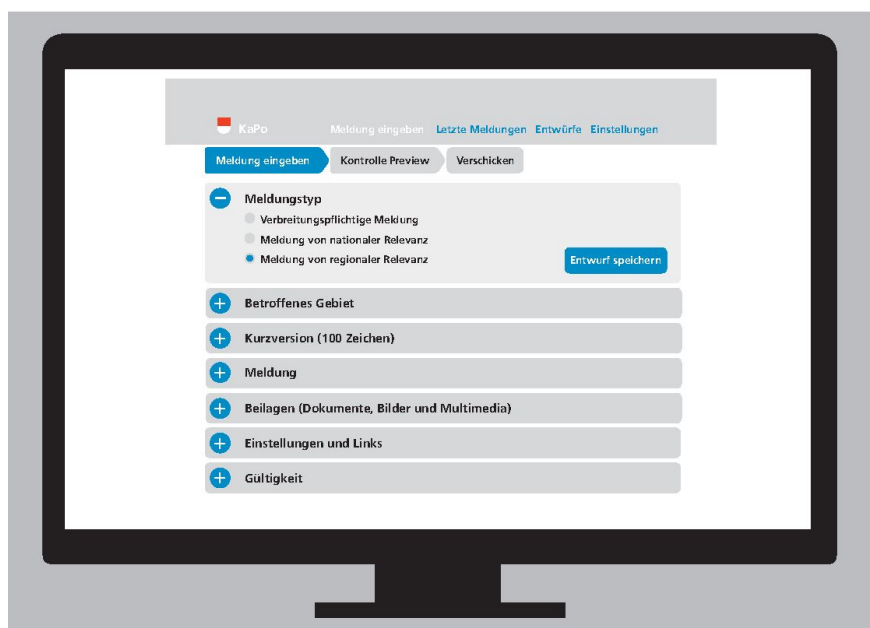 KaPo Meldung eingeben Letzte Meldungen Entwürfe Einstellungen
Meldung eingeben Kontrolle Preview Verschicken
Meldungstyp
Verbreitungspflichtige Meldung
Meldung von nationaler Relevanz
Meldung von regionaler Relevanz Entwurf speichern
Betroffenes Gebiet
Kurzversion (100 Zeichen)
Meldung
Beilagen (Dokumente, Bilder und Multimedia)
Einstellungen und Links
Gültigkeit